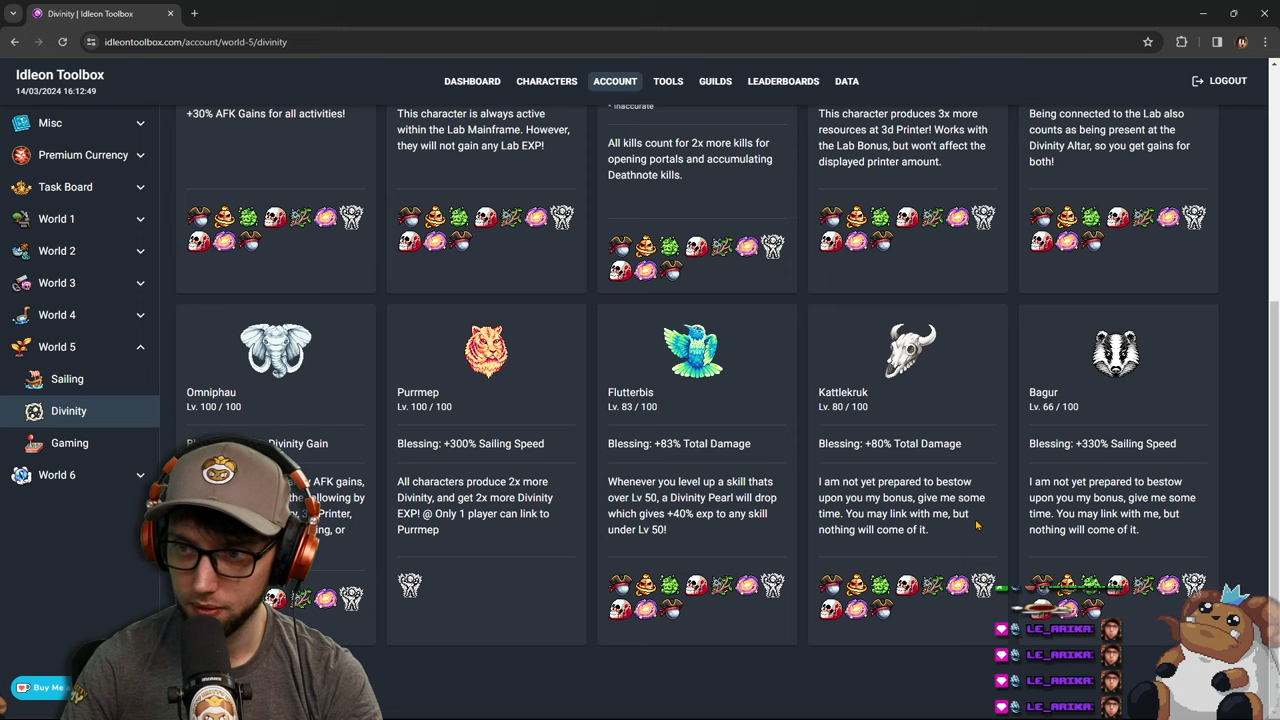 Divinity | Idleon Toolbox
idleontoolbox.com/account/world-5/divinity
Idleon Toolbox
14/03/2024 16:12:49
DASHBOARD
CHARACTERS
ACCOUNT
TOOLS
GUILDS
LEADERBOARDS
DATA
LOGOUT
Misc
Premium Currency
Task Board
World 1
World 2
World 3
World 4
World 5
Sailing
Divinity
Gaming
World 6
Buy Me a
+30% AFK Gains for all activities!
This character is always active
within the Lab Mainframe. However,
they will not gain any Lab EXP!
* Inaccurate
All kills count for 2x more kills for
opening portals and accumulating
Deathnote kills.
This character produces 3x more
resources at 3d Printer! Works with
the Lab Bonus, but won't affect the
displayed printer amount.
Being connected to the Lab also
counts as being present at the
Divinity Altar, so you get gains for
both!
Omniphau
Lv. 100 / 100
Divinity Gain
AFK gains,
following by
Printer,
or
Purrmep
Lv. 100 / 100
Blessing: +300% Sailing Speed
All characters produce 2x more
Divinity, and get 2x more Divinity
EXP! @ Only 1 player can link to
Purrmep
Flutterbis
Lv. 83 / 100
Blessing: +83% Total Damage
Whenever you level up a skill thats
over Lv 50, a Divinity Pearl will drop
which gives +40% exp to any skill
under Lv 50!
Kattlekruk
Lv. 80 / 100
Blessing: +80% Total Damage
I am not yet prepared to bestow
upon you my bonus, give me some
time. You may link with me, but
nothing will come of it.
Bagur
Lv. 66 / 100
Blessing: +330% Sailing Speed
I am not yet prepared to bestow
upon you my bonus, give me some
time. You may link with me, but
nothing will come of it.
LE_ARIKA:
LE_ARIKA:
LE_ARIKA:
LE_ARIKA: